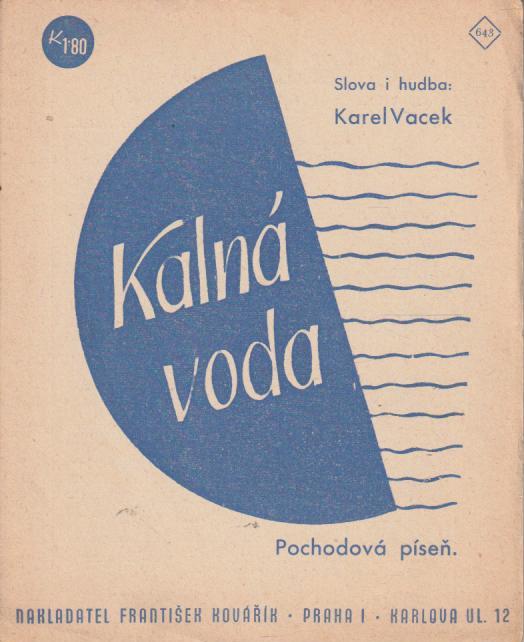 K 1·80
643
Slova i hudba:
Karel Vacek
Kalná
voda
Pochodová píseň.
NAKLADATEL FRANTIŠEK KOVÁŘÍK · PRAHA I · KARLOVA UL. 12